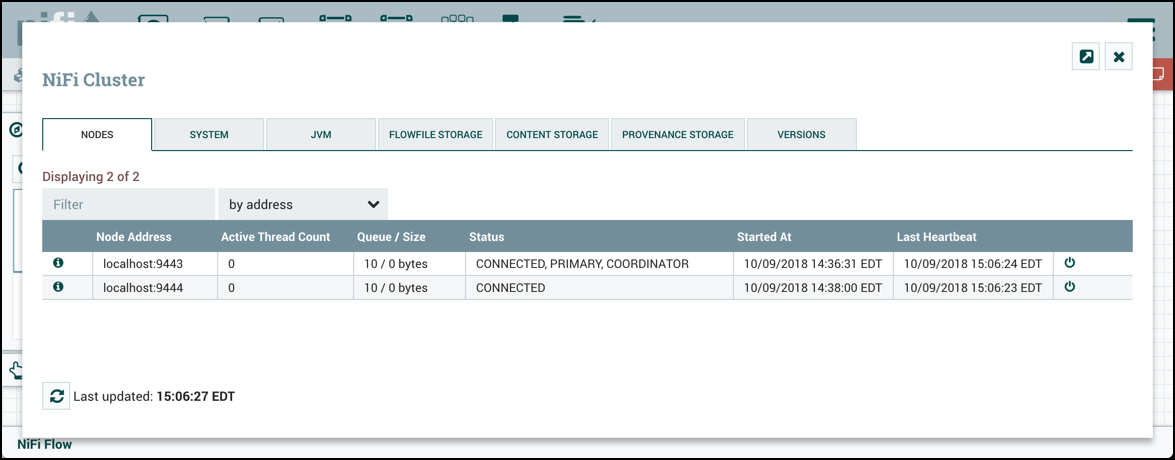 nifi
NiFi Cluster
NODES SYSTEM JVM FLOWFILE STORAGE CONTENT STORAGE PROVENANCE STORAGE VERSIONS
Displaying 2 of 2
Filter by address
Node Address Active Thread Count Queue / Size Status Started At Last Heartbeat
localhost:9443 0 10 / 0 bytes CONNECTED, PRIMARY, COORDINATOR 10/09/2018 14:36:31 EDT 10/09/2018 15:06:24 EDT
localhost:9444 0 10 / 0 bytes CONNECTED 10/09/2018 14:38:00 EDT 10/09/2018 15:06:23 EDT
Last updated: 15:06:27 EDT
NiFi Flow